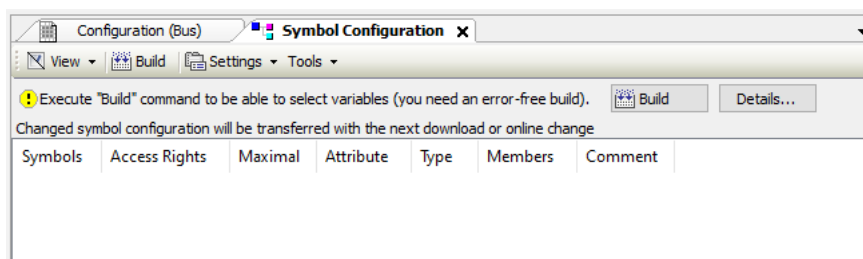 Configuration (Bus) Symbol Configuration X
View Build Settings Tools
Execute "Build" command to be able to select variables (you need an error-free build). Build Details...
Changed symbol configuration will be transferred with the next download or online change
Symbols Access Rights Maximal Attribute Type Members Comment